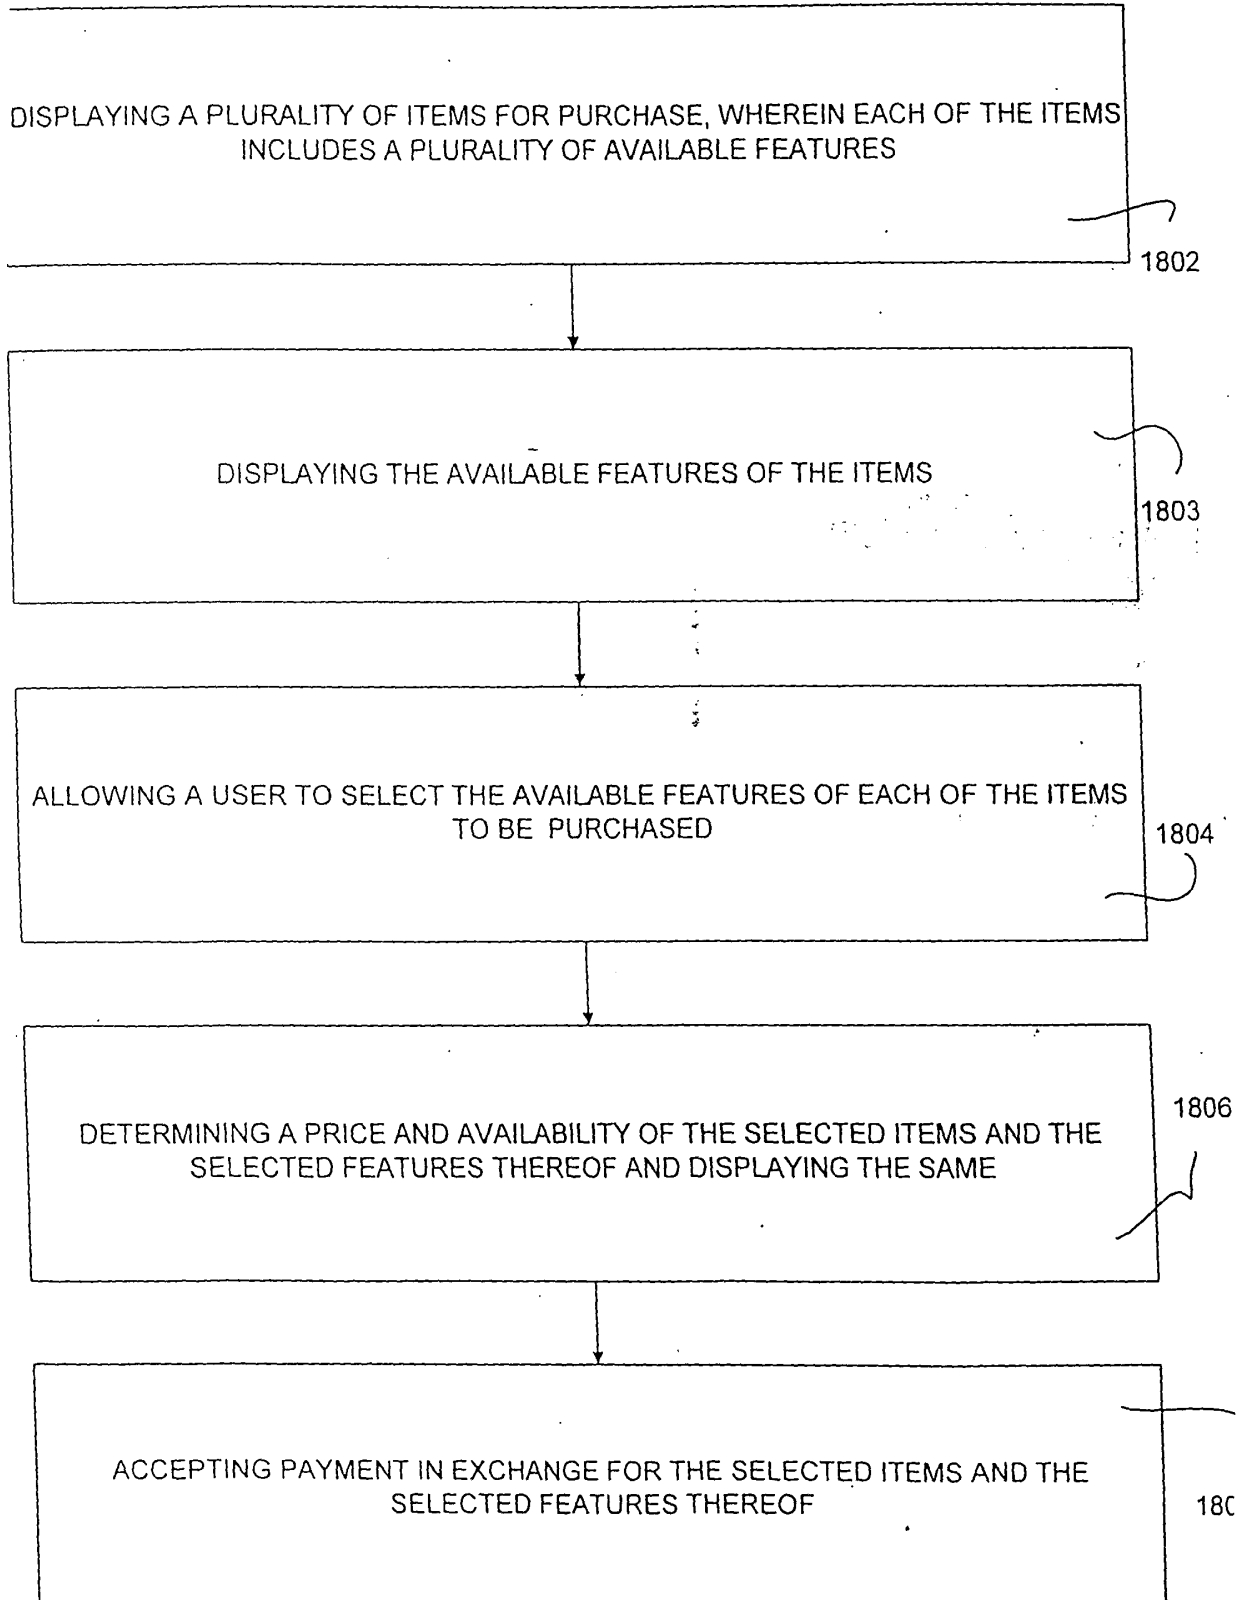 DISPLAYING A PLURALITY OF ITEMS FOR PURCHASE, WHEREIN EACH OF THE ITEMS
INCLUDES A PLURALITY OF AVAILABLE FEATURES
1802
DISPLAYING THE AVAILABLE FEATURES OF THE ITEMS
1803
ALLOWING A USER TO SELECT THE AVAILABLE FEATURES OF EACH OF THE ITEMS
TO BE PURCHASED
1804
DETERMINING A PRICE AND AVAILABILITY OF THE SELECTED ITEMS AND THE
SELECTED FEATURES THEREOF AND DISPLAYING THE SAME
1806
ACCEPTING PAYMENT IN EXCHANGE FOR THE SELECTED ITEMS AND THE
SELECTED FEATURES THEREOF